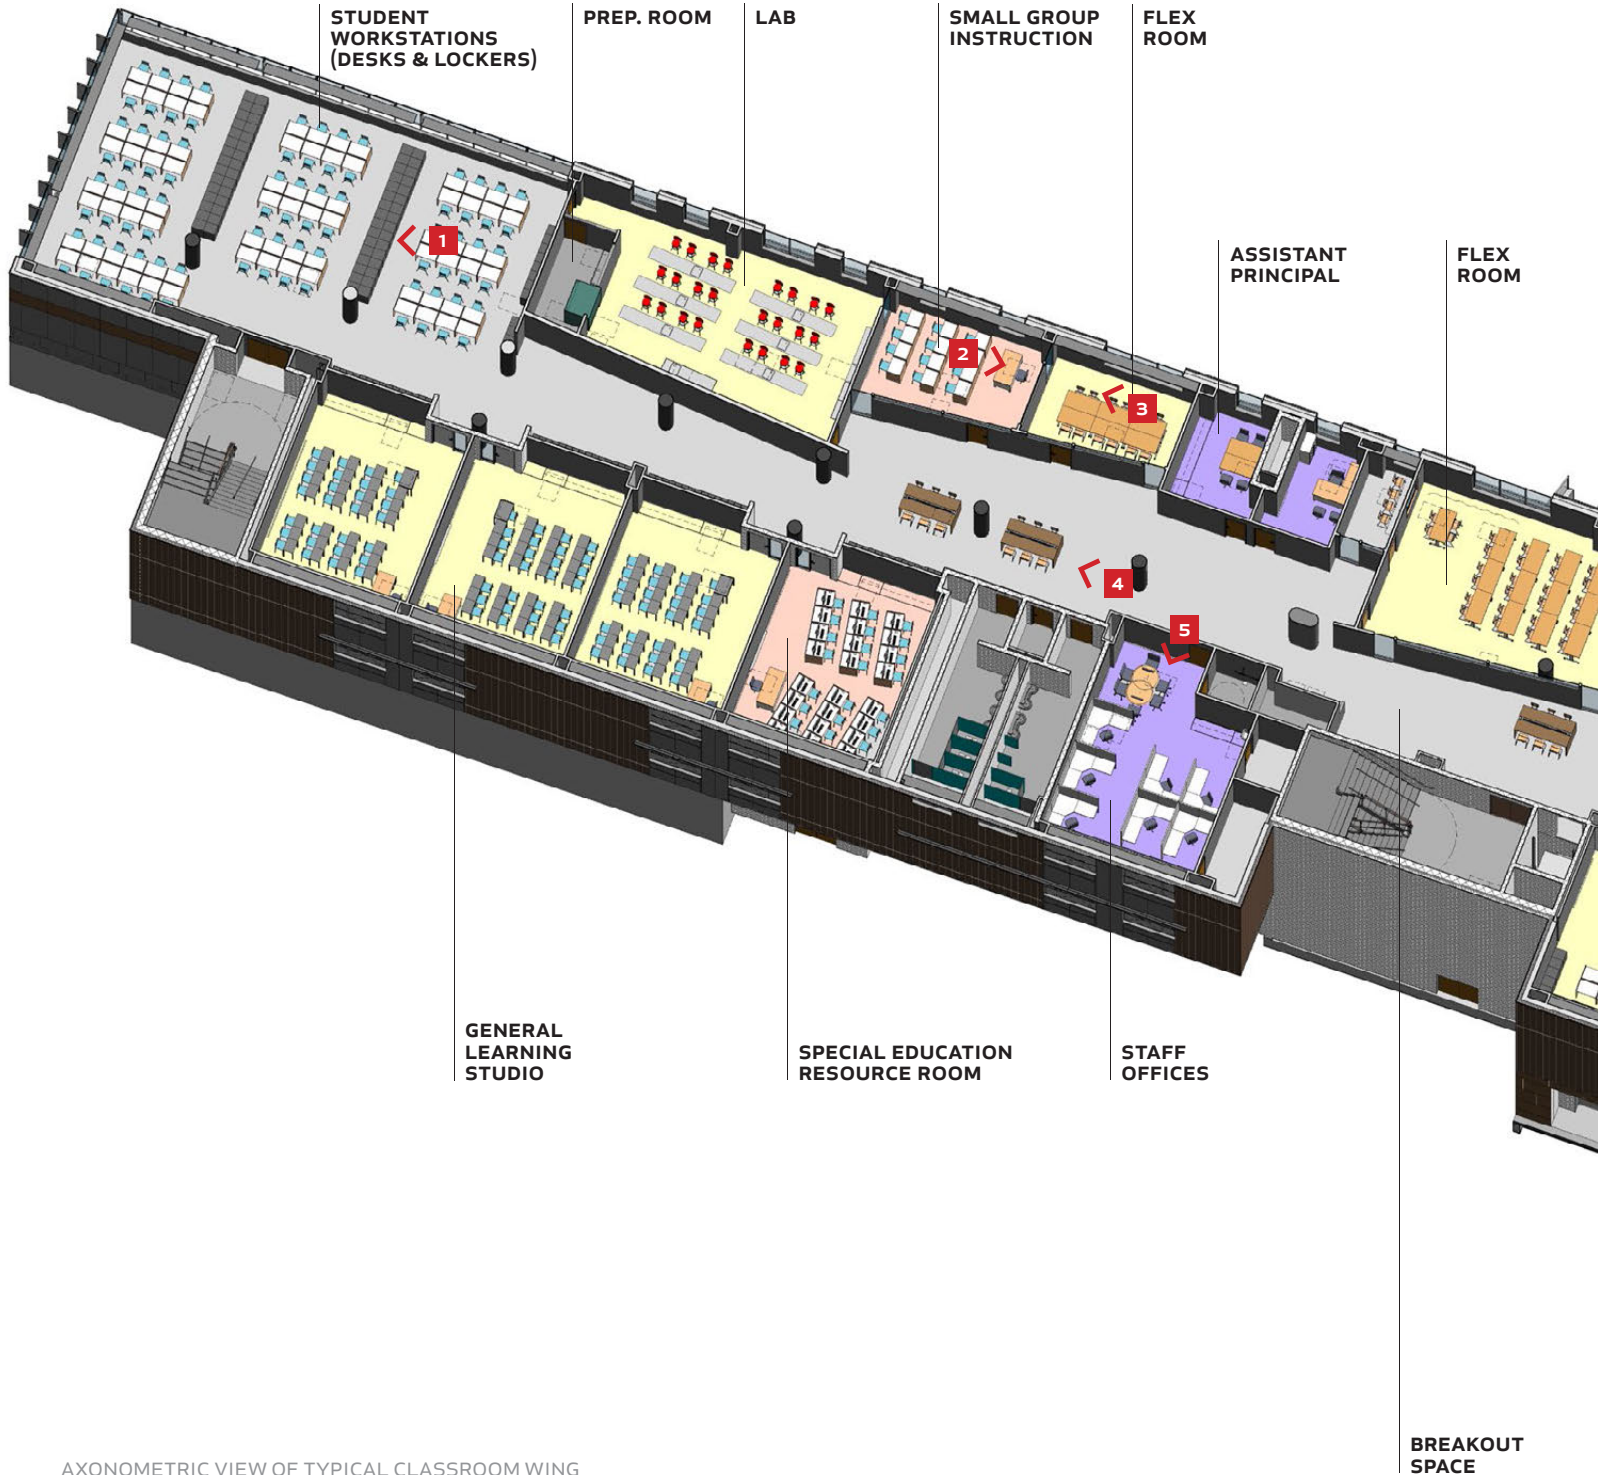 STUDENT
WORKSTATIONS
(DESKS & LOCKERS)
PREP. ROOM
LAB
SMALL GROUP
INSTRUCTION
FLEX
ROOM
ASSISTANT
PRINCIPAL
FLEX
ROOM
1
2
3
4
5
GENERAL
LEARNING
STUDIO
SPECIAL EDUCATION
RESOURCE ROOM
STAFF
OFFICES
BREAKOUT
SPACE
AXONOMETRIC VIEW OF TYPICAL CLASSROOM WING